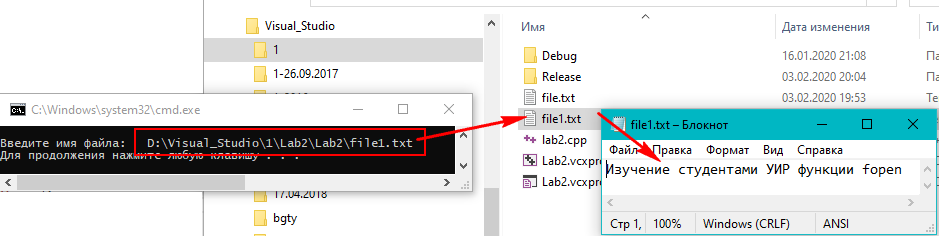 Visual_Studio
1
1-26.09.2017
17.04.2018
bgty
C:\Windows\system32\cmd.exe
Введите имя файла: D:\Visual_Studio\1\Lab2\Lab2\file1.txt
Для продолжения нажмите любую клавишу . . .
Имя
Дата изменения
Ти
Debug
16.01.2020 21:08
Па
Release
03.02.2020 20:04
Па
file.txt
03.02.2020 19:53
Те
file1.txt
lab2.cpp
Lab2.vcxpro
Lab2.vcxpro
file1.txt – Блокнот
Файл Правка Формат Вид Справка
Изучение студентами УИР функции fopen
Стр 1, 100% Windows (CRLF) ANSI